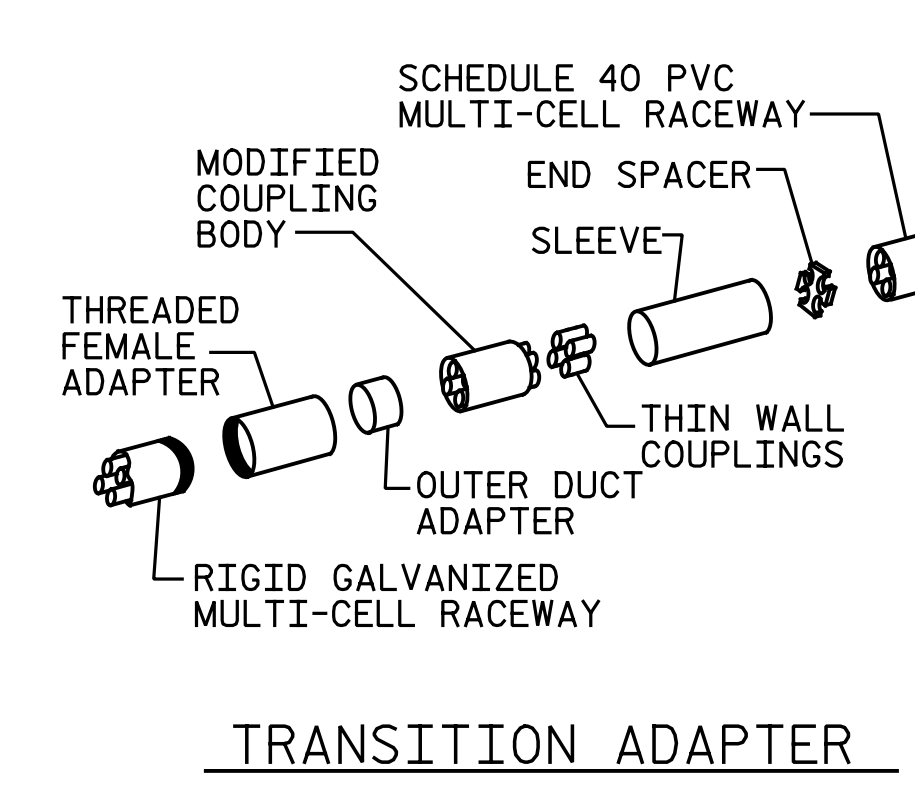 SCHEDULE 40 PVC
MULTI-CELL RACEWAY
MODIFIED
COUPLING
BODY
END SPACER
SLEEVE
THREADED
FEMALE
ADAPTER
THIN WALL
COUPLINGS
OUTER DUCT
ADAPTER
RIGID GALVANIZED
MULTI-CELL RACEWAY
TRANSITION ADAPTER